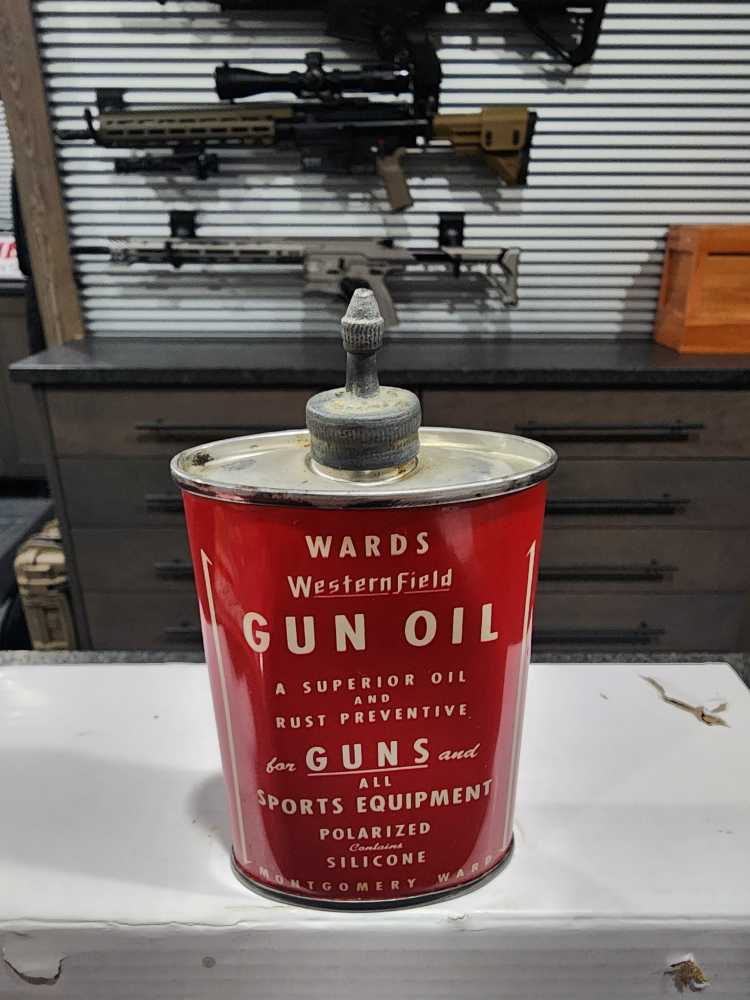 WARDS
Westernfield
GUN OIL
A SUPERIOR OIL
AND
RUST PREVENTIVE
for GUNS and
ALL
SPORTS EQUIPMENT
POLARIZED
Contains
SILICONE
MONTGOMERY WARD